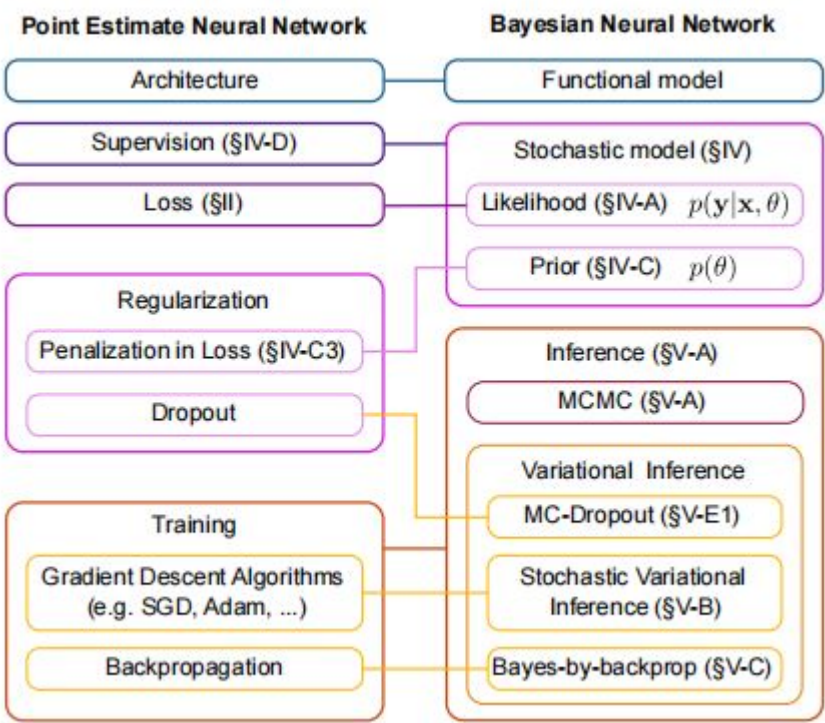 Point Estimate Neural Network
Bayesian Neural Network
Architecture
Functional model
Supervision (§IV-D)
Stochastic model (§IV)
Loss (§II)
Likelihood (§IV-A) p(y|x, θ)
Prior (§IV-C) p(θ)
Regularization
Penalization in Loss (§IV-C3)
Dropout
Inference (§V-A)
MCMC (§V-A)
Variational Inference
MC-Dropout (§V-E1)
Training
Gradient Descent Algorithms
(e.g. SGD, Adam, ...)
Stochastic Variational
Inference (§V-B)
Backpropagation
Bayes-by-backprop (§V-C)